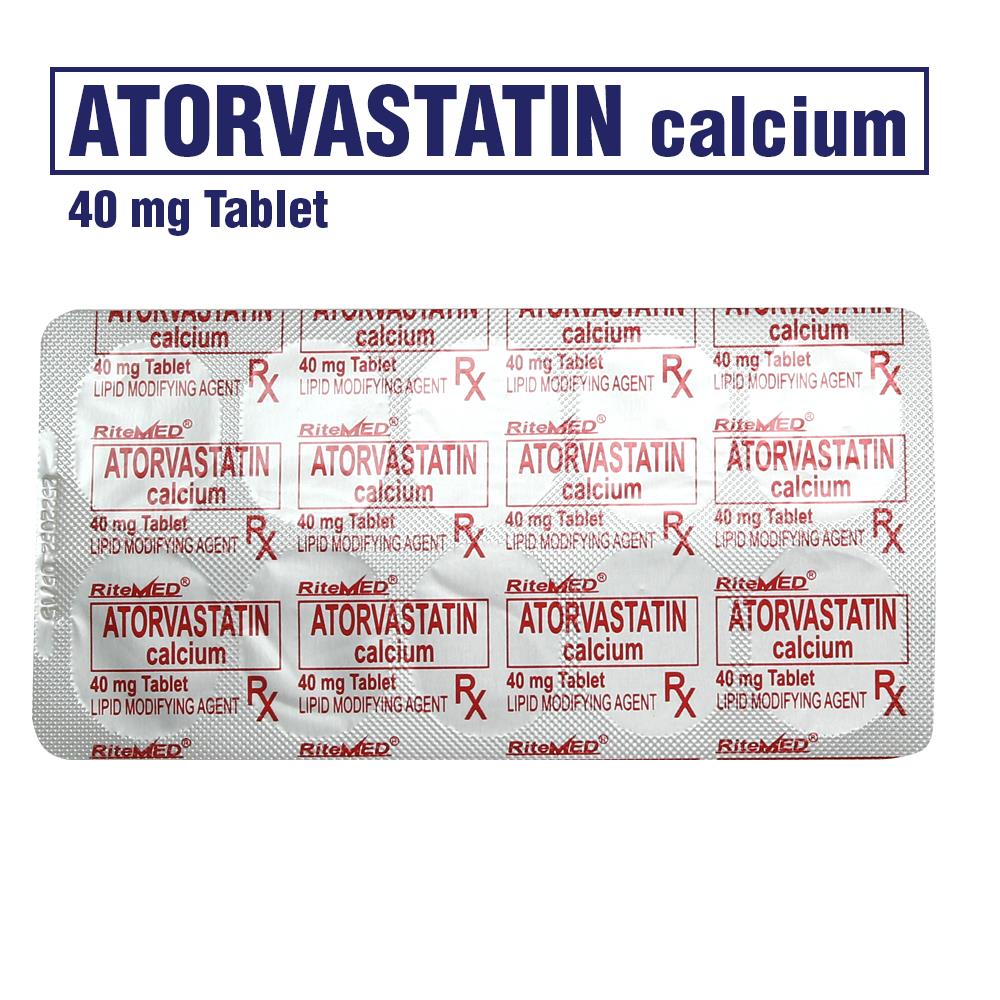 ATORVASTATIN calcium
40 mg Tablet
ATORVASTATIN ATORVASTATIN ATORVASTATIN ATORVASTATIN
calcium calcium calcium calcium
40 mg Tablet 40 mg Tablet 40 mg Tablet 40 mg Tablet
LIPID MODIFYING AGENT Rx LIPID MODIFYING AGENT Rx LIPID MODIFYING AGENT Rx LIPID MODIFYING AGENT Rx
RiteMED® RiteMED® RiteMED® RiteMED®
ATORVASTATIN ATORVASTATIN ATORVASTATIN ATORVASTATIN
calcium calcium calcium calcium
40 mg Tablet 40 mg Tablet 40 mg Tablet 40 mg Tablet
LIPID MODIFYING AGENT Rx LIPID MODIFYING AGENT Rx LIPID MODIFYING AGENT Rx LIPID MODIFYING AGENT Rx
RiteMED® RiteMED® RiteMED® RiteMED®
ATORVASTATIN ATORVASTATIN ATORVASTATIN ATORVASTATIN
calcium calcium calcium calcium
40 mg Tablet 40 mg Tablet 40 mg Tablet 40 mg Tablet
LIPID MODIFYING AGENT Rx LIPID MODIFYING AGENT Rx LIPID MODIFYING AGENT Rx LIPID MODIFYING AGENT Rx
RiteMED® RiteMED® RiteMED® RiteMED®